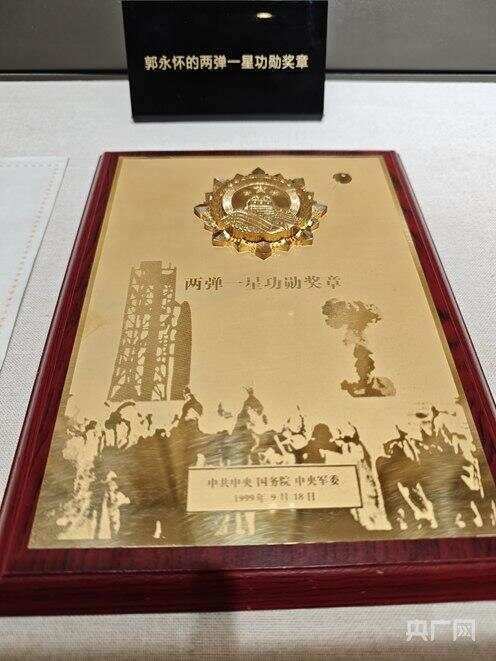 郭永怀的两弹一星功勋奖章
两弹一星功勋奖章
中共中央 国务院 中央军委
1999年 9月 18日
央广网